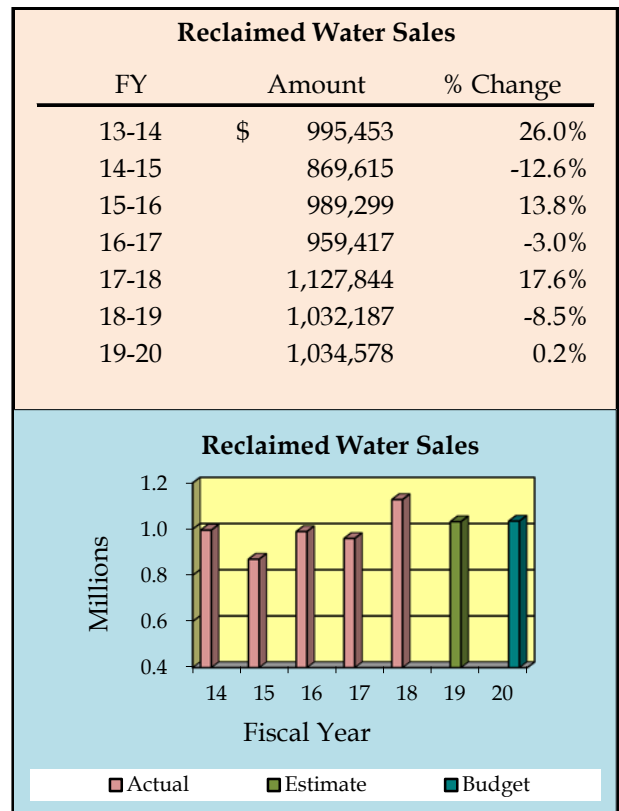 Reclaimed Water Sales
FY Amount % Change
13-14 $ 995,453 26.0%
14-15 869,615 -12.6%
15-16 989,299 13.8%
16-17 959,417 -3.0%
17-18 1,127,844 17.6%
18-19 1,032,187 -8.5%
19-20 1,034,578 0.2%
Reclaimed Water Sales
Millions
1.2
1.0
0.8
0.6
0.4
14 15 16 17 18 19 20
Fiscal Year
Actual Estimate Budget